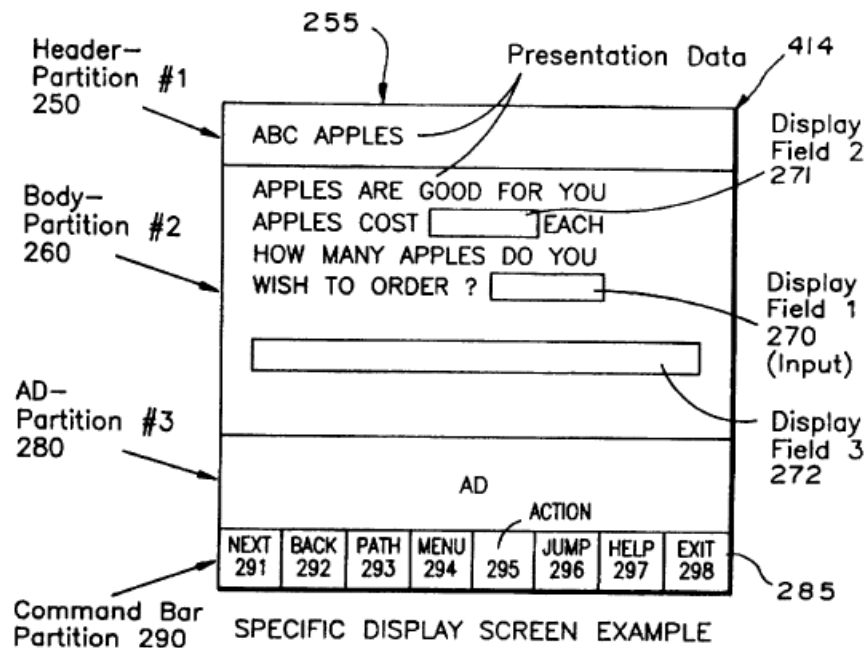 255
Header-
Partition #1
250
Presentation Data
414
ABC APPLES
Display
Field 2
271
Body-
Partition #2
260
APPLES ARE GOOD FOR YOU
APPLES COST EACH
HOW MANY APPLES DO YOU
WISH TO ORDER ?
Display
Field 1
270
(Input)
AD-
Partition #3
280
Display
Field 3
272
AD
ACTION
NEXT BACK PATH MENU JUMP HELP EXIT
291 292 293 294 295 296 297 298
285
Command Bar
Partition 290
SPECIFIC DISPLAY SCREEN EXAMPLE